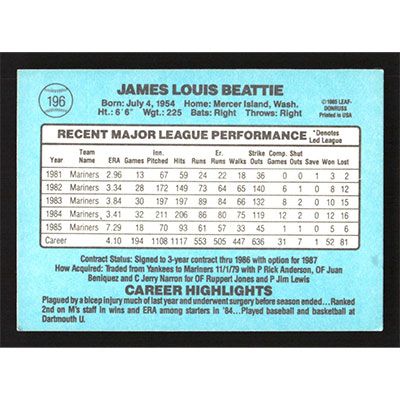 196
JAMES LOUIS BEATTIE
Born: July 4, 1954 Home: Mercer Island, Wash.
Ht.: 6'6" Wgt.: 225 Bats: Right Throws: Right
©1985 LEAF-
DONRUSS
Printed in USA
RECENT MAJOR LEAGUE PERFORMANCE *Denotes Led League
Year Team Name ERA Games Inn. Pitched Hits Runs Er. Runs Walks Strike Outs Comp. Games Shut Outs Save Won Lost
1981 Mariners 2.96 13 67 59 24 22 18 36 0 0 1 3 2
1982 Mariners 3.34 28 172 149 73 64 65 140 6 1 0 8 12
1983 Mariners 3.84 30 197 197 89 84 66 132 8 2 0 10 15
1984 Mariners 3.41 32 211 206 86 80 75 119 12 2 0 12 16
1985 Mariners 7.29 18 70 93 61 57 33 45 1 1 0 5 6
Career 4.10 194 1108 1117 553 505 447 636 31 7 1 52 81
Contract Status: Signed to 3-year contract thru 1986 with option for 1987
How Acquired: Traded from Yankees to Mariners 11/1/79 with P Rick Anderson, OF Juan
Beniquez and C Jerry Narron for OF Ruppert Jones and P Jim Lewis
CAREER HIGHLIGHTS
Plagued by a bicep injury much of last year and underwent surgery before season ended...Ranked
2nd on M's staff in wins and ERA among starters in '84...Played baseball and basketball at
Dartmouth U.